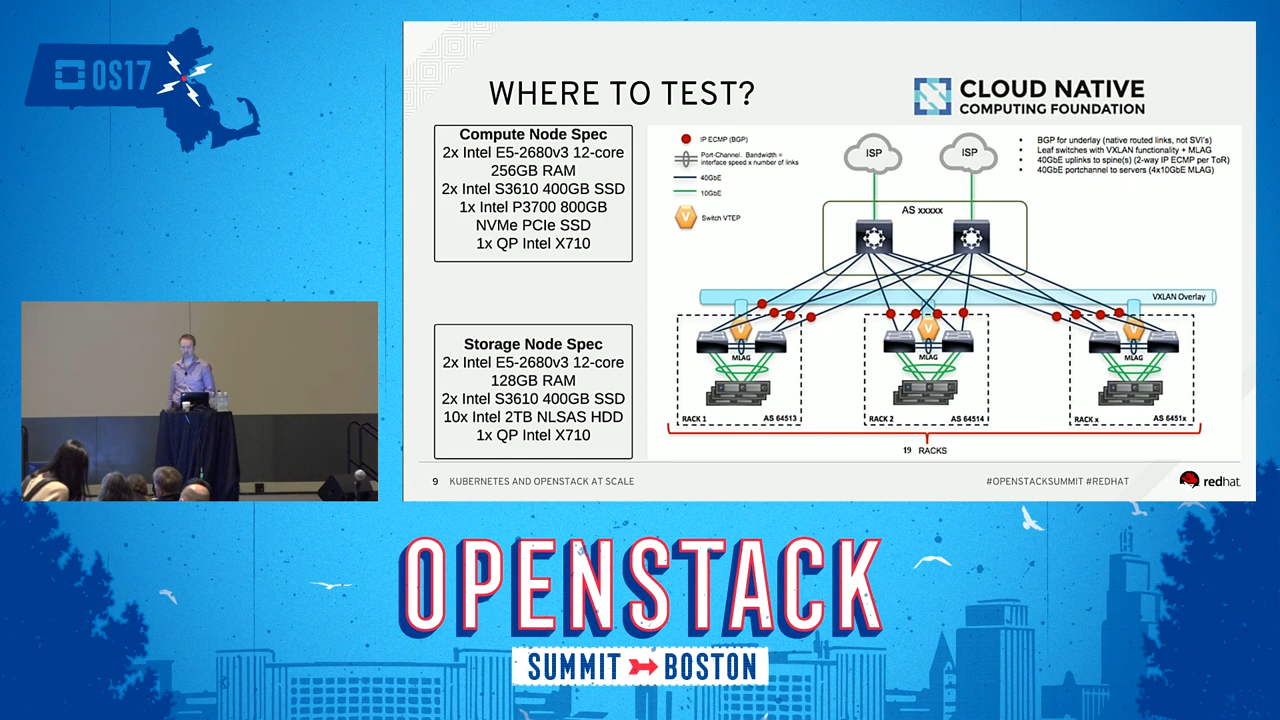 OS17
WHERE TO TEST?
CLOUD NATIVE
COMPUTING FOUNDATION
Compute Node Spec
2x Intel E5-2680v3 12-core
256GB RAM
2x Intel S3610 400GB SSD
1x Intel P3700 800GB
NVMe PCIe SSD
1x QP Intel X710
Storage Node Spec
2x Intel E5-2680v3 12-core
128GB RAM
2x Intel S3610 400GB SSD
10x Intel 2TB NLSAS HDD
1x QP Intel X710
IP ECMP (BGP)
Port-Channel. Bandwidth =
interface speed x number of links)
40GbE
10GbE
V
Switch VTEP
ISP
ISP
• BGP for underlay (native routed links, not SVI's)
• Leaf switches with VXLAN functionality + MLAG
• 40GbE uplinks to spine(s) (2-way IP ECMP per ToR)
• 40GbE portchannel to servers (4x10GbE MLAG)
AS xxxxx
VXLAN Overlay
V
V
V
MLAG
MLAG
MLAG
RACK 1
AS 64513
RACK 2
AS 64514
RACK x
AS 6451x
19 RACKS
9 KUBERNETES AND OPENSTACK AT SCALE
#OPENSTACKSUMMIT #REDHAT
redhat.
OPENSTACK
SUMMIT BOSTON